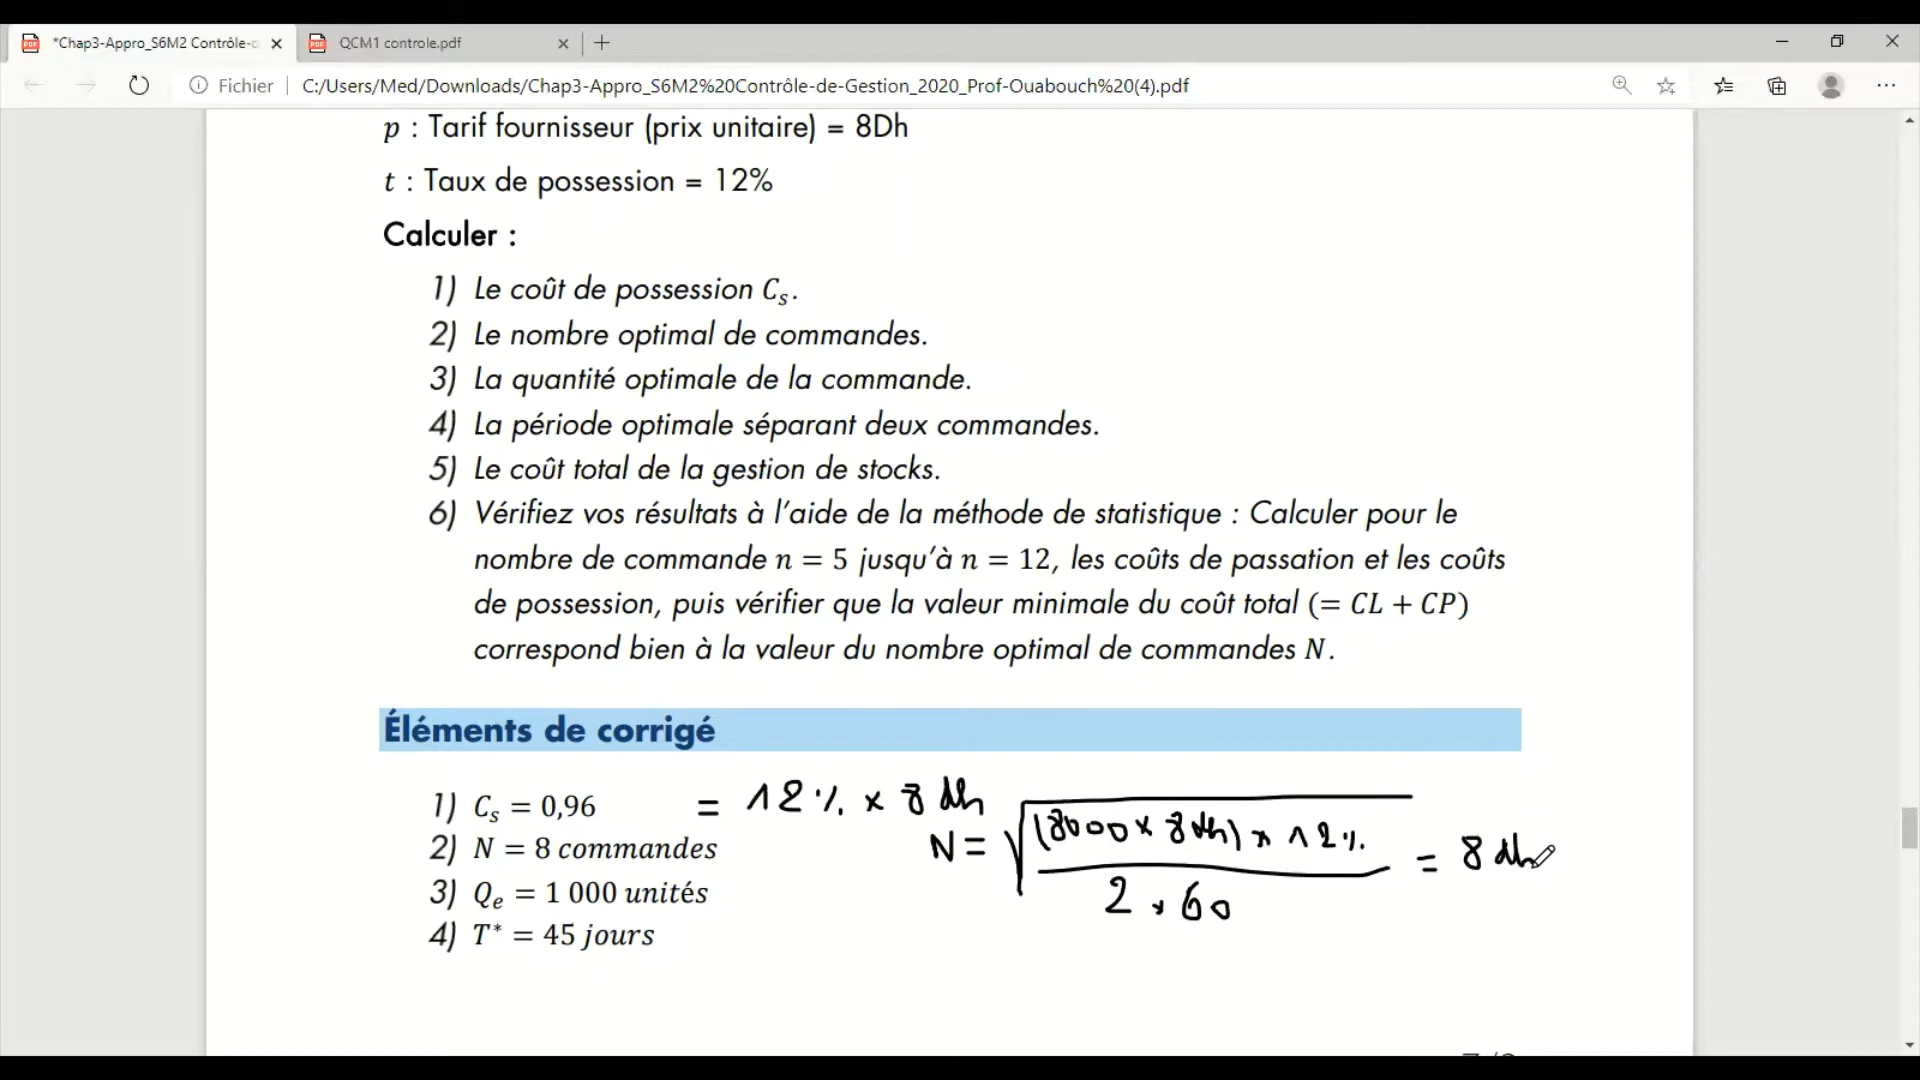 *Chap3-Appro_S6M2 Contrôle-
QCM1 controle.pdf
Fichier
C:/Users/Med/Downloads/Chap3-Appro_S6M2%20Contrôle-de-Gestion_2020_Prof-Ouabouch%20(4).pdf
p : Tarif fournisseur (prix unitaire) = 8Dh
t : Taux de possession = 12%
Calculer :
1) Le coût de possession Cₛ.
2) Le nombre optimal de commandes.
3) La quantité optimale de la commande.
4) La période optimale séparant deux commandes.
5) Le coût total de la gestion de stocks.
6) Vérifiez vos résultats à l’aide de la méthode de statistique : Calculer pour le
nombre de commande n = 5 jusqu’à n = 12, les coûts de passation et les coûts
de possession, puis vérifier que la valeur minimale du coût total (= CL + CP)
correspond bien à la valeur du nombre optimal de commandes N.
Éléments de corrigé
1) Cₛ = 0,96 = 12% × 8 dh
2) N = 8 commandes
N = √((8000 × 8 dh) × 12% / 2 × 60) = 8 dh
3) Qₑ = 1 000 unités
4) T* = 45 jours